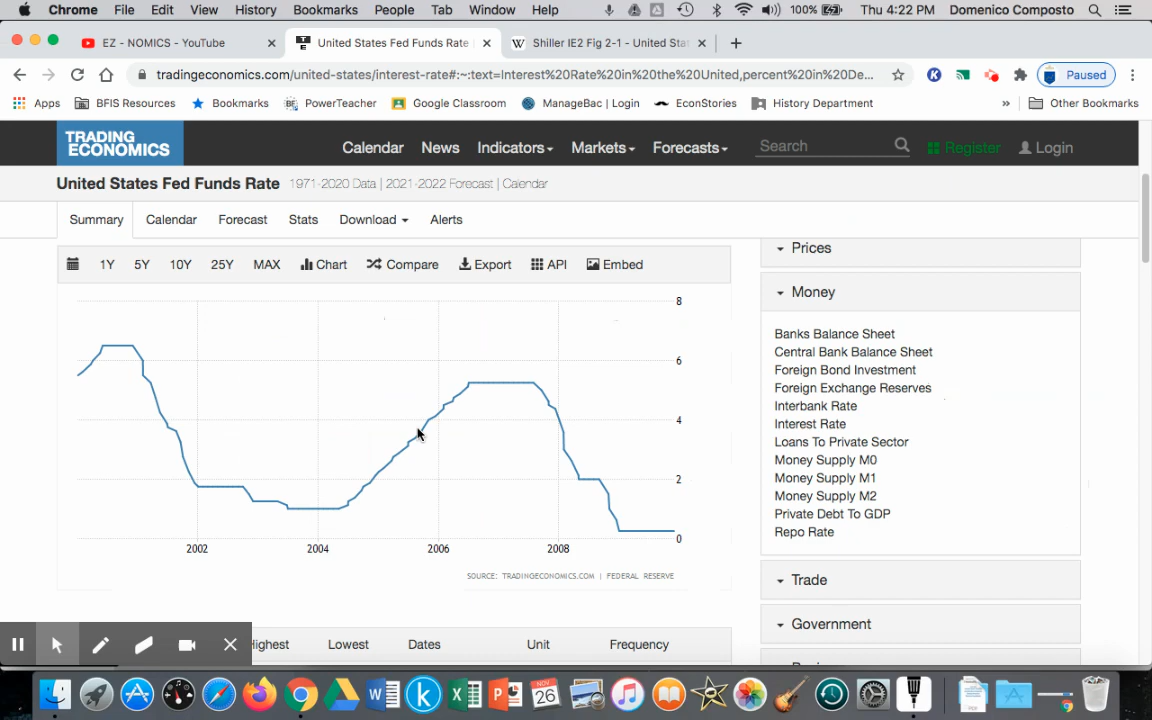 Chrome File Edit View History Bookmarks People Tab Window Help 100% Thu 4:22 PM Domenico Composto
EZ - NOMICS - YouTube United States Fed Funds Rate Shiller IE2 Fig 2-1 - United Sta
tradingeconomics.com/united-states/interest-rate#:~:text=Interest%20Rate%20in%20the%20United,percent%20in%20De... Paused
Apps BFIS Resources Bookmarks PowerTeacher Google Classroom ManageBac | Login EconStories History Department » Other Bookmarks
TRADING
ECONOMICS
Calendar News Indicators Markets Forecasts Search Register Login
United States Fed Funds Rate 1971-2020 Data | 2021-2022 Forecast | Calendar
Summary Calendar Forecast Stats Download Alerts
1Y 5Y 10Y 25Y MAX Chart Compare Export API Embed
8
6
4
2
0
2002 2004 2006 2008
SOURCE: TRADINGECONOMICS.COM | FEDERAL RESERVE
Prices
Money
Banks Balance Sheet
Central Bank Balance Sheet
Foreign Bond Investment
Foreign Exchange Reserves
Interbank Rate
Interest Rate
Loans To Private Sector
Money Supply M0
Money Supply M1
Money Supply M2
Private Debt To GDP
Repo Rate
Trade
Government
Highest Lowest Dates Unit Frequency
NOV
26